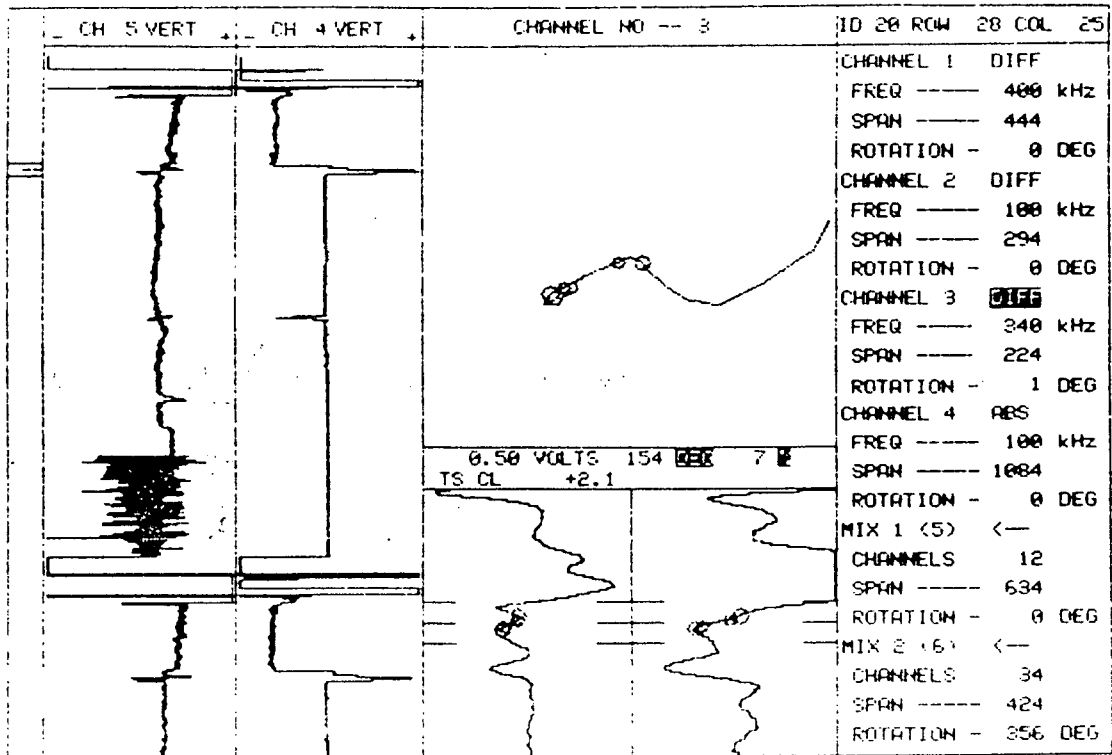 _ CH 5 VERT + _ CH 4 VERT + CHANNEL NO -- 3 ID 20 ROW 28 COL 25
CHANNEL 1 DIFF
FREQ ----- 400 kHz
SPAN ----- 444
ROTATION - 0 DEG
CHANNEL 2 DIFF
FREQ ----- 100 kHz
SPAN ----- 294
ROTATION - 0 DEG
CHANNEL 3 DIFF
FREQ ---- 340 kHz
SPAN ----- 224
ROTATION - 1 DEG
CHANNEL 4 ABS
FREQ ----- 100 kHz
SPAN ----- 1084
ROTATION - 0 DEG
MIX 1 (5) <--
CHANNELS 12
SPAN ----- 634
ROTATION - 0 DEG
MIX 2 (6) <--
CHANNELS 34
SPAN ----- 424
ROTATION - 356 DEG
0.50 VOLTS 154 DEG 7
TS CL +2.1